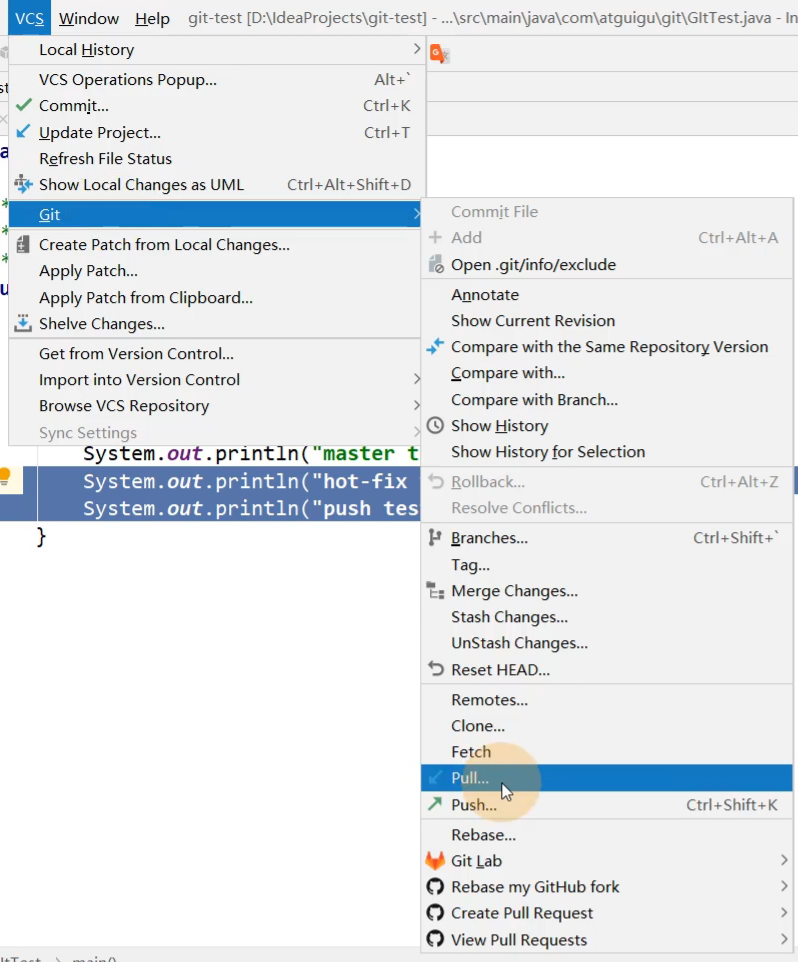 VCS Window Help git-test [D:\IdeaProjects\git-test] - ...\src\main\java\com\atguigu\git\GItTest.java - In
Local History
VCS Operations Popup... Alt+`
Commit... Ctrl+K
Update Project... Ctrl+T
Refresh File Status
Show Local Changes as UML Ctrl+Alt+Shift+D
Git
Create Patch from Local Changes...
Apply Patch...
Apply Patch from Clipboard...
Shelve Changes...
Get from Version Control...
Import into Version Control
Browse VCS Repository
Sync Settings
Commit File
Add Ctrl+Alt+A
Open .git/info/exclude
Annotate
Show Current Revision
Compare with the Same Repository Version
Compare with...
Compare with Branch...
Show History
Show History for Selection
Rollback... Ctrl+Alt+Z
Resolve Conflicts...
Branches... Ctrl+Shift+`
Tag...
Merge Changes...
Stash Changes...
UnStash Changes...
Reset HEAD...
Remotes...
Clone...
Fetch
Pull...
Push... Ctrl+Shift+K
Rebase...
Git Lab
Rebase my GitHub fork
Create Pull Request
View Pull Requests
System.out.println("master t
System.out.println("hot-fix
System.out.println("push tes
}